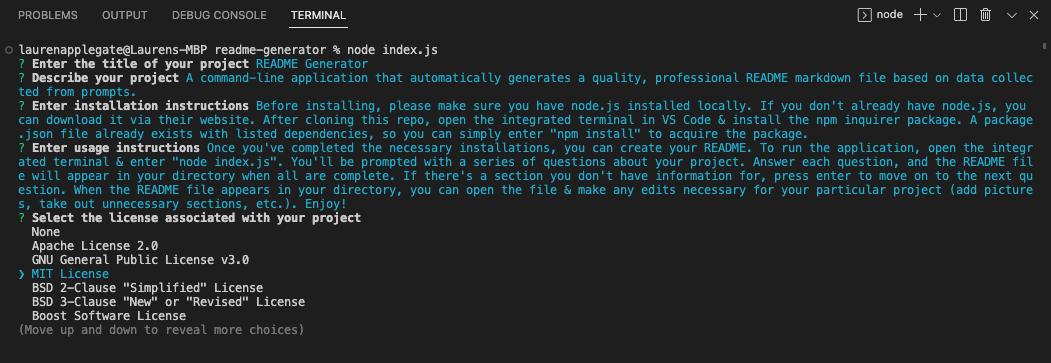 PROBLEMS OUTPUT DEBUG CONSOLE TERMINAL node
laurenapplegate@Laurens-MBP readme-generator % node index.js
? Enter the title of your project README Generator
? Describe your project A command-line application that automatically generates a quality, professional README markdown file based on data collec
ted from prompts.
? Enter installation instructions Before installing, please make sure you have node.js installed locally. If you don't already have node.js, you
can download it via their website. After cloning this repo, open the integrated terminal in VS Code & install the npm inquirer package. A package
.json file already exists with listed dependencies, so you can simply enter "npm install" to acquire the package.
? Enter usage instructions Once you've completed the necessary installations, you can create your README. To run the application, open the integr
ated terminal & enter "node index.js". You'll be prompted with a series of questions about your project. Answer each question, and the README fil
e will appear in your directory when all are complete. If there's a section you don't have information for, press enter to move on to the next qu
estion. When the README file appears in your directory, you can open the file & make any edits necessary for your particular project (add picture
s, take out unnecessary sections, etc.). Enjoy!
? Select the license associated with your project
None
Apache License 2.0
GNU General Public License v3.0
❯ MIT License
BSD 2-Clause "Simplified" License
BSD 3-Clause "New" or "Revised" License
Boost Software License
(Move up and down to reveal more choices)